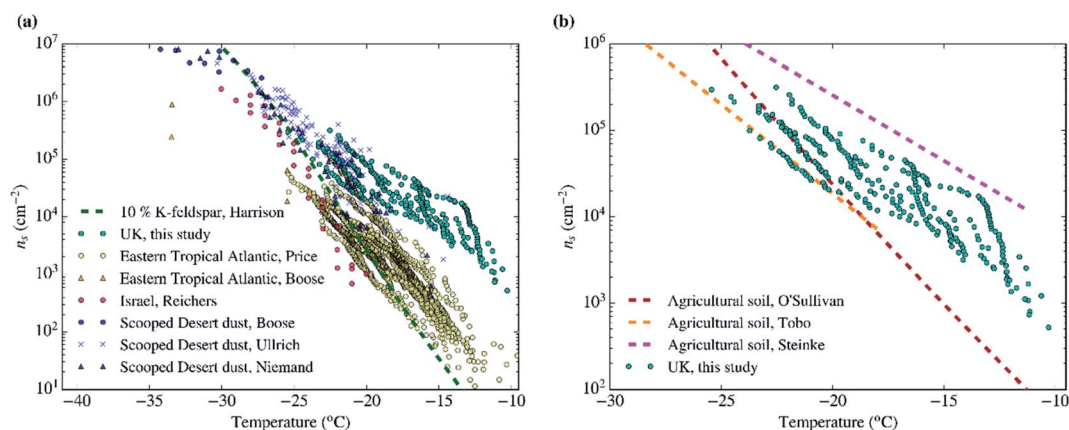 (a)
(b)
10⁷
10⁶
10⁵
10⁴
10³
10²
10¹
nₛ (cm⁻²)
10 % K-feldspar, Harrison
UK, this study
Eastern Tropical Atlantic, Price
Eastern Tropical Atlantic, Boose
Israel, Reichers
Scooped Desert dust, Boose
Scooped Desert dust, Ullrich
Scooped Desert dust, Niemand
−40 −35 −30 −25 −20 −15 −10
Temperature (°C)
10⁶
10⁵
10⁴
10³
10²
nₛ (cm⁻²)
Agricultural soil, O'Sullivan
Agricultural soil, Tobo
Agricultural soil, Steinke
UK, this study
−30 −25 −20 −15 −10
Temperature (°C)